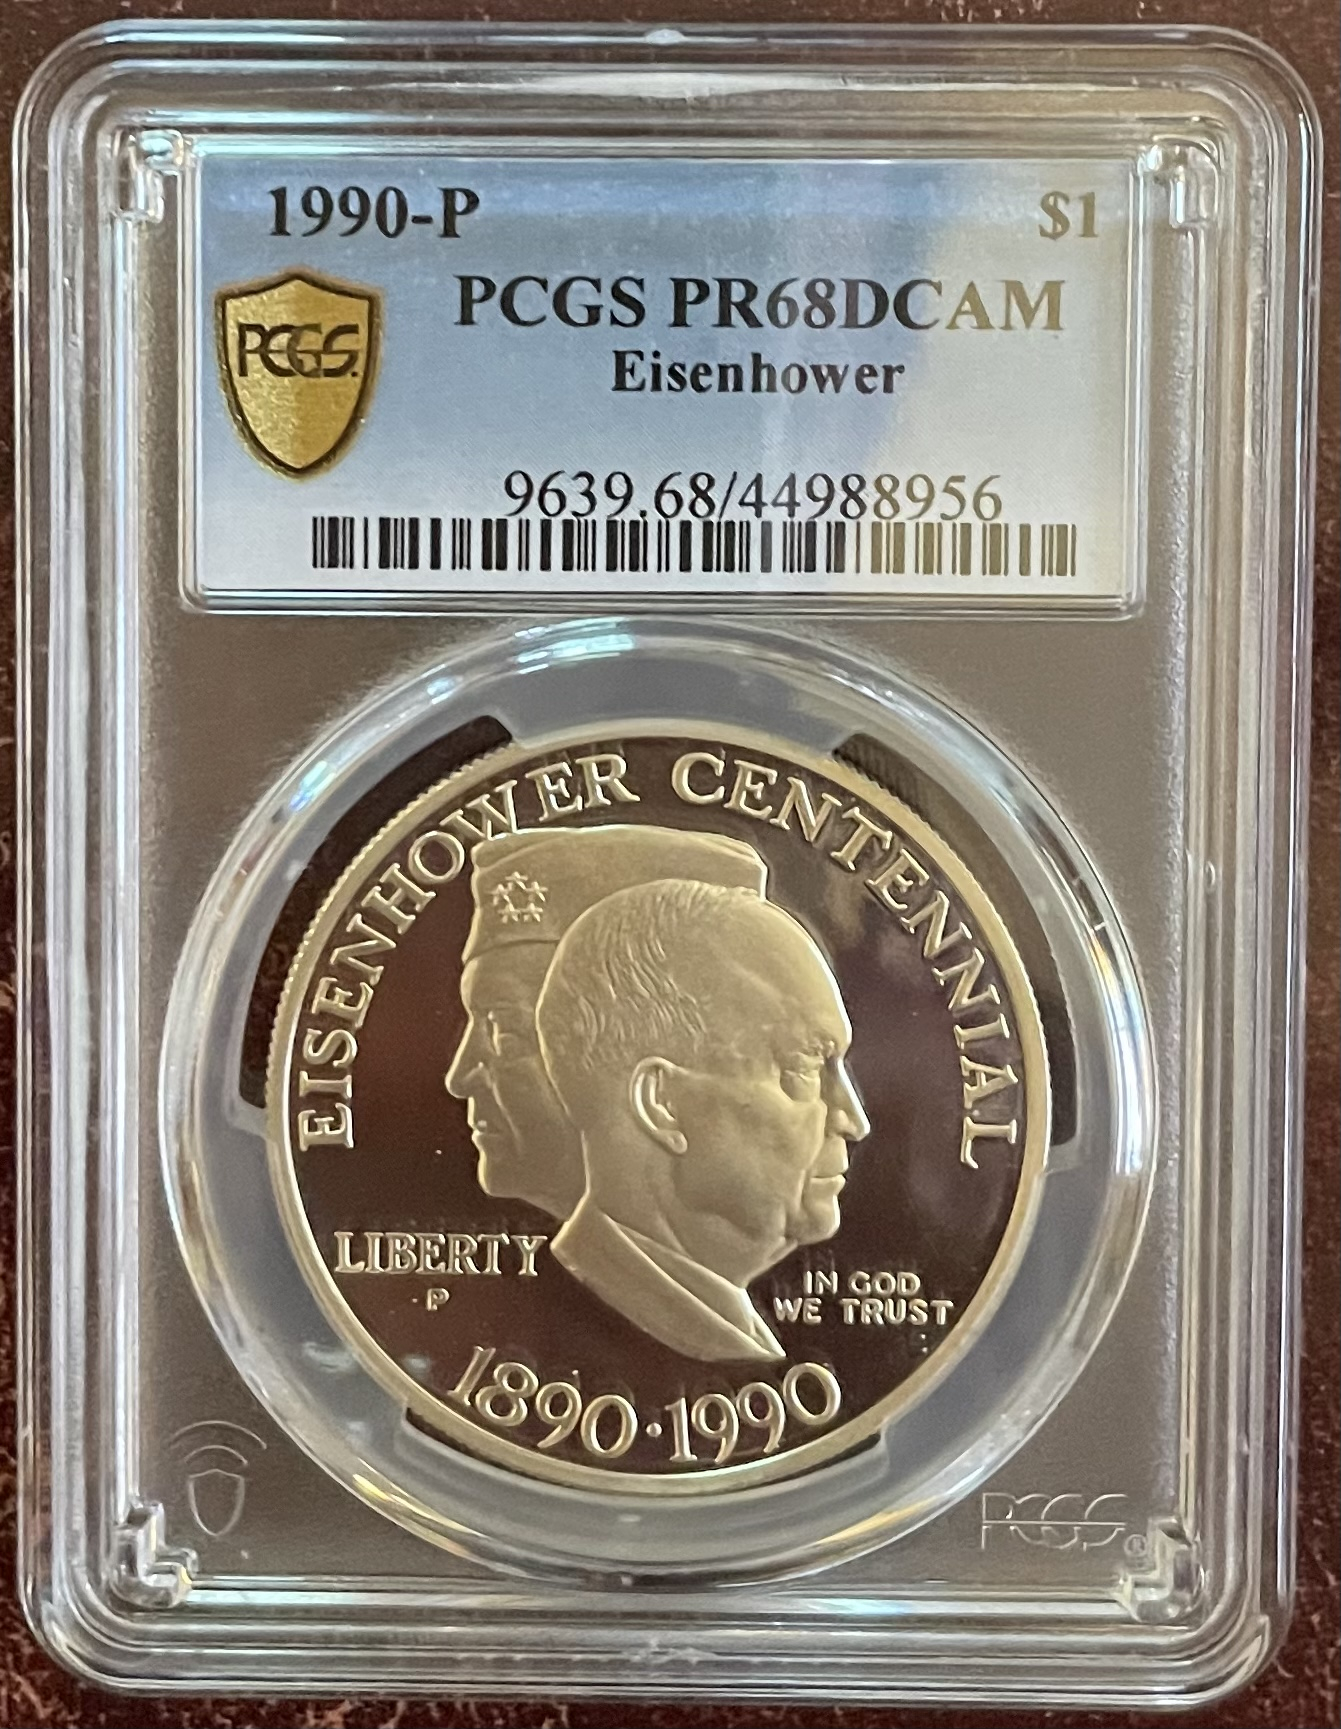 1990-P $1
PCGS PR68DCAM
PCGS.
Eisenhower
9639.68/44988956
EISENHOWER CENTENNIAL
LIBERTY
P
IN GOD
WE TRUST
1890·1990
PCGS®